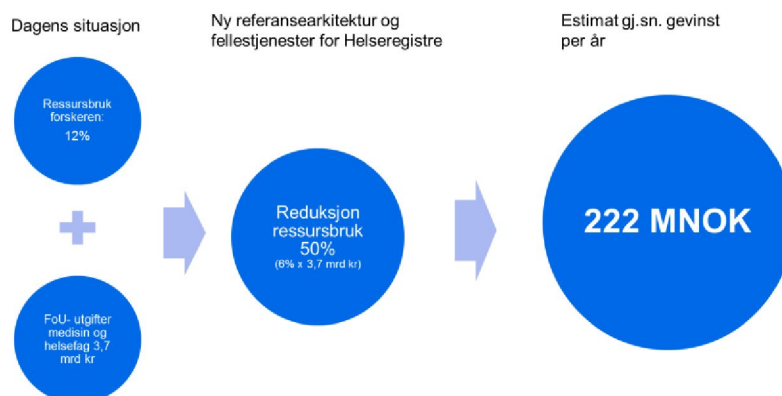 Dagens situasjon
Ressursbruk
forskeren:
12%
FoU- utgifter
medisin og
helsefag 3,7
mrd kr
Ny referansearkitektur og
fellestjenester for Helseregistre
Reduksjon
ressursbruk
50%
(6% x 3,7 mrd kr)
Estimat gj.sn. gevinst
per år
222 MNOK